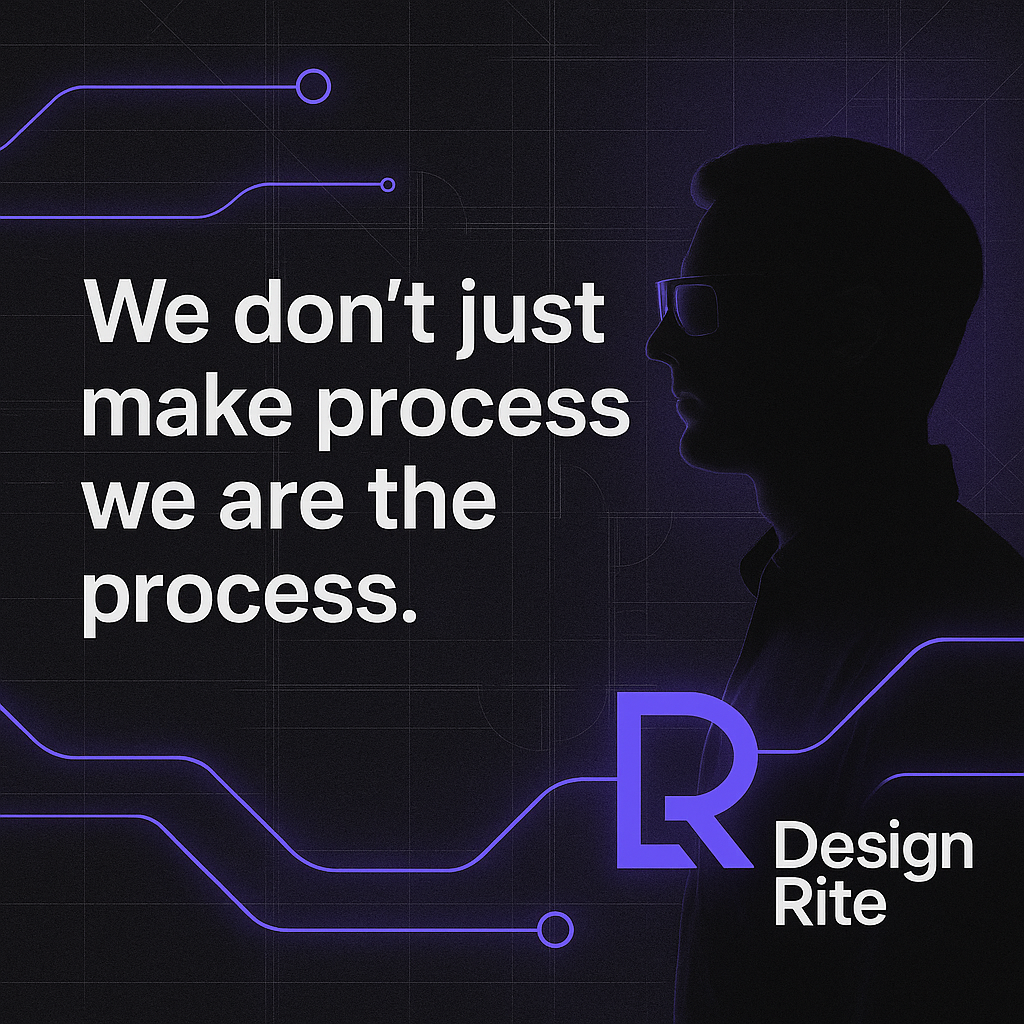 We don't just
make process
we are the
process.
Design
Rite